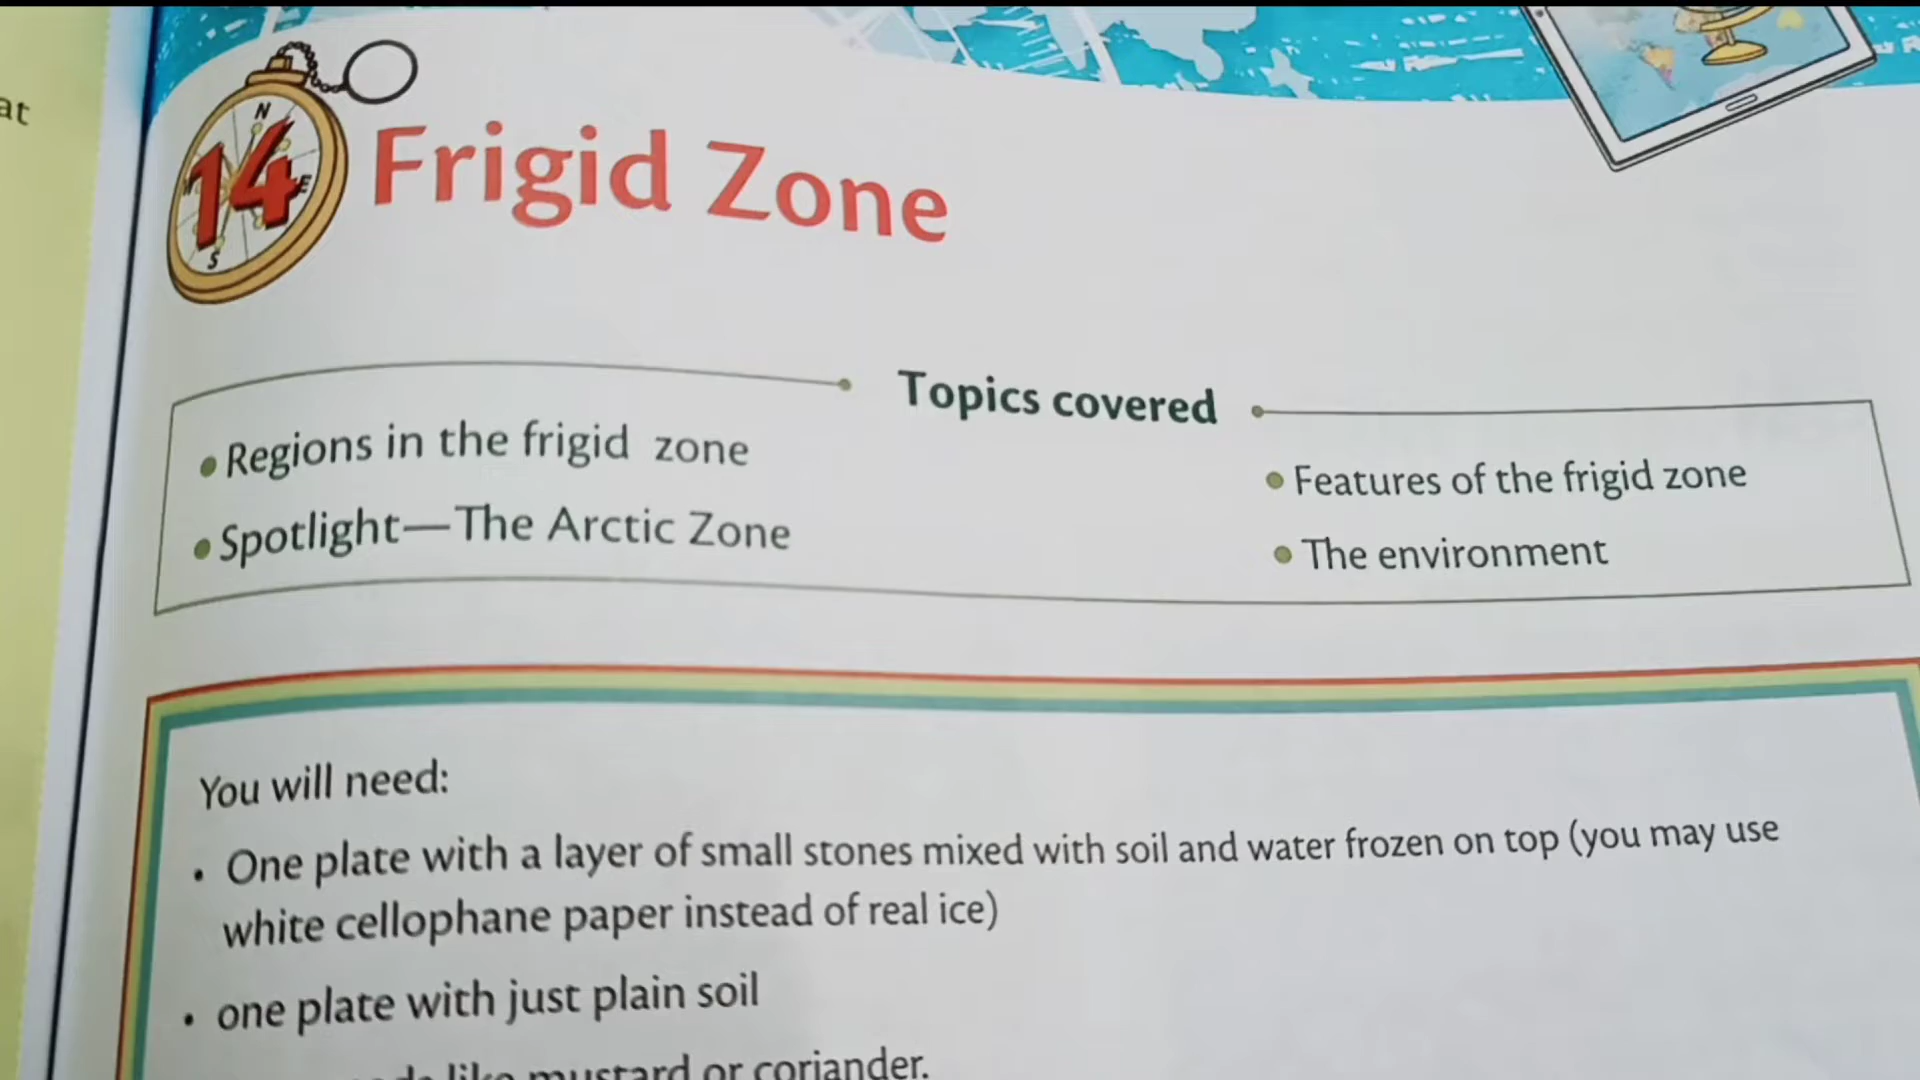 at
N
14
E
S
Frigid Zone
Topics covered
Regions in the frigid zone
Spotlight—The Arctic Zone
Features of the frigid zone
The environment
You will need:
One plate with a layer of small stones mixed with soil and water frozen on top (you may use
white cellophane paper instead of real ice)
one plate with just plain soil
like mustard or coriander.